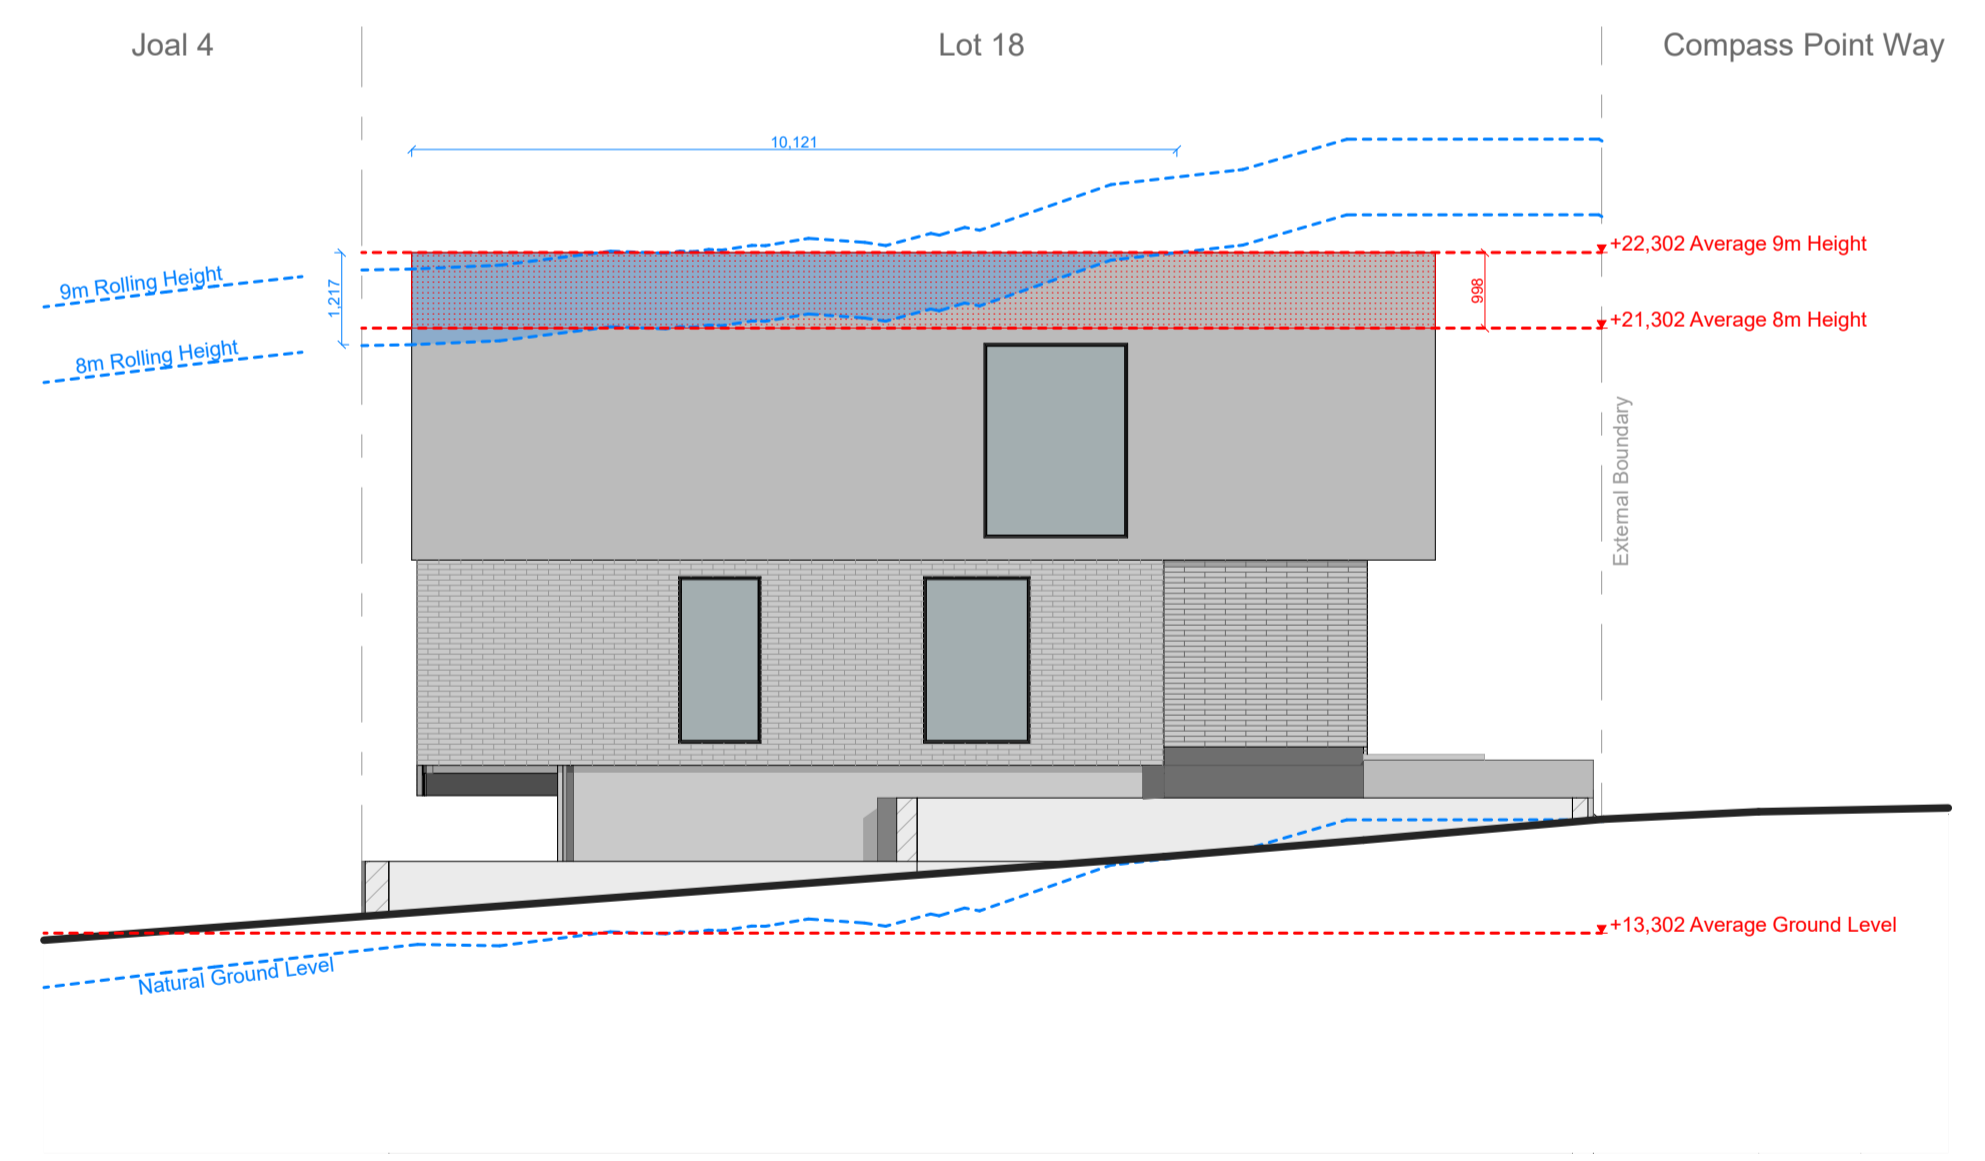 Joal 4
Lot 18
Compass Point Way
10,121
+22,302 Average 9m Height
9m Rolling Height
1,217
998
+21,302 Average 8m Height
8m Rolling Height
External Boundary
+13,302 Average Ground Level
Natural Ground Level